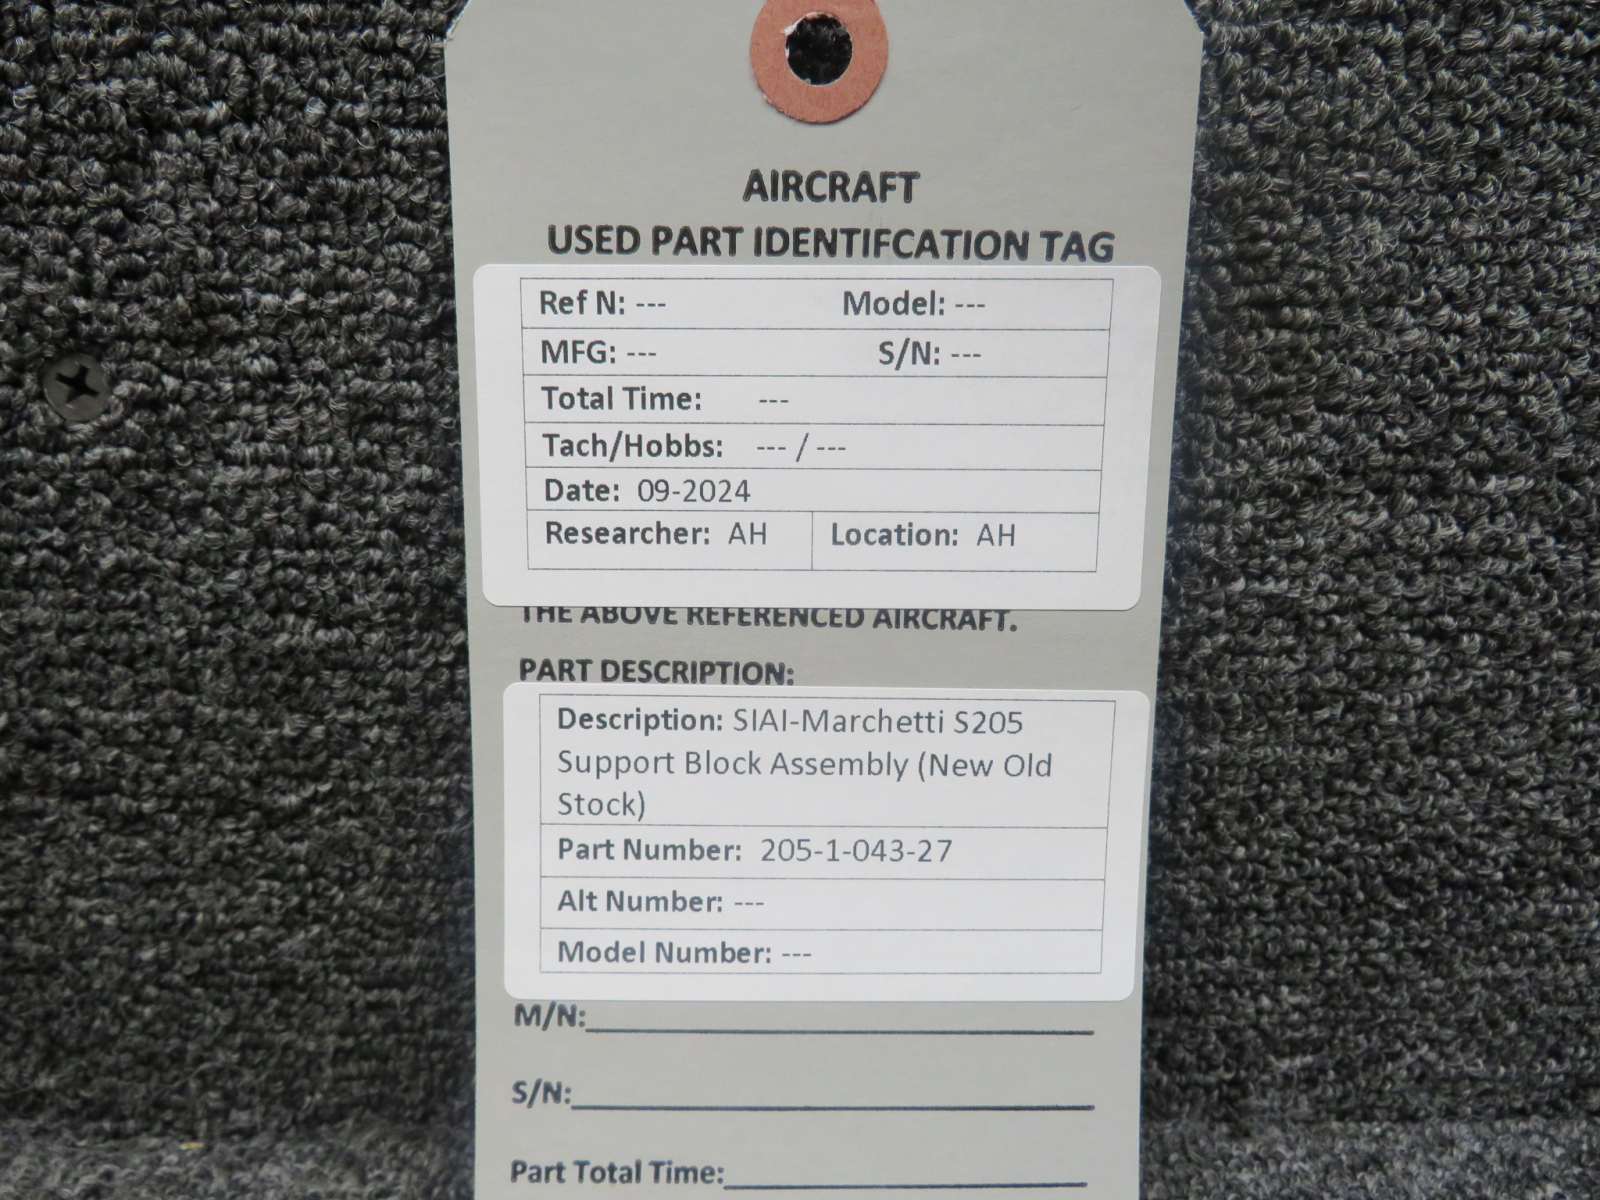 AIRCRAFT
USED PART IDENTIFCATION TAG
Ref N: --- Model: ---
MFG: --- S/N: ---
Total Time: ---
Tach/Hobbs: --- / ---
Date: 09-2024
Researcher: AH Location: AH
THE ABOVE REFERENCED AIRCRAFT.
PART DESCRIPTION:
Description: SIAI-Marchetti S205
Support Block Assembly (New Old
Stock)
Part Number: 205-1-043-27
Alt Number: ---
Model Number: ---
M/N:
S/N:
Part Total Time: